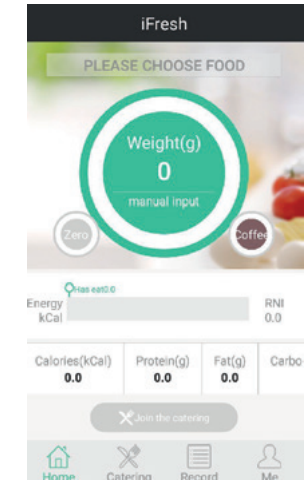 iFresh
PLEASE CHOOSE FOOD
Weight(g)
0
manual input
Zero
Coffee
Has eat0.0
Energy
kCal
RNI
0.0
Calories(kCal) Protein(g) Fat(g) Carbo
0.0 0.0 0.0
Join the catering
Home Catering Record Me